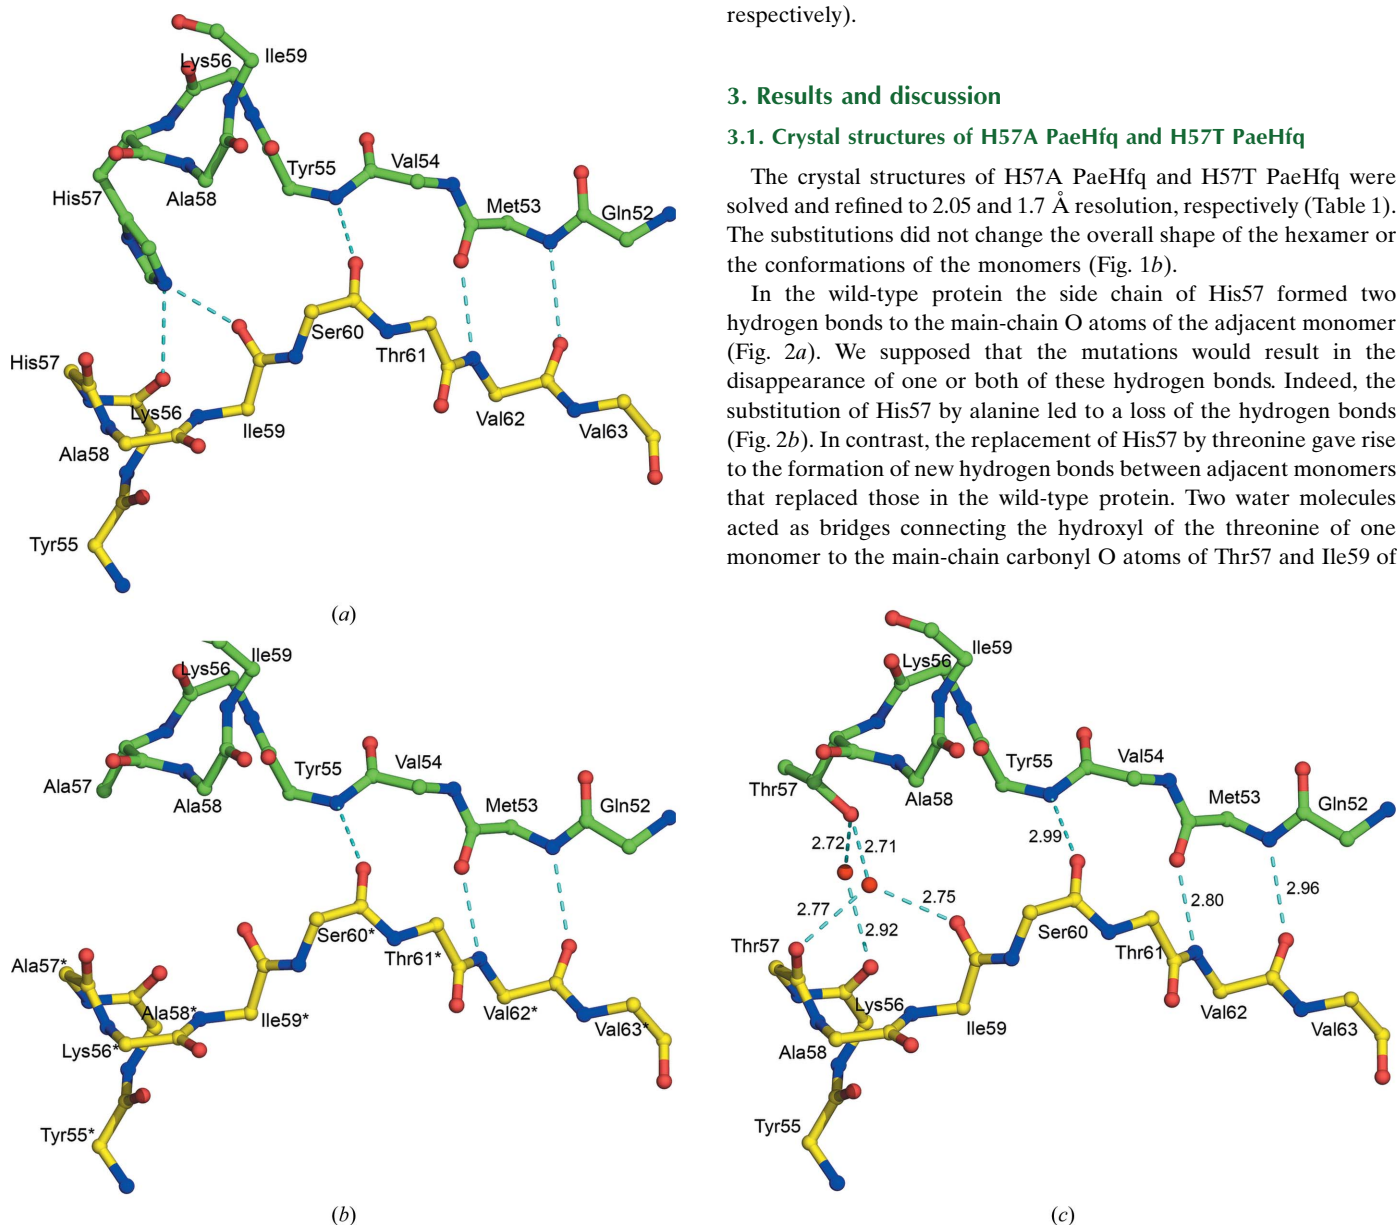 respectively).
3. Results and discussion
3.1. Crystal structures of H57A PaeHfq and H57T PaeHfq
The crystal structures of H57A PaeHfq and H57T PaeHfq were
solved and refined to 2.05 and 1.7 Å resolution, respectively (Table 1).
The substitutions did not change the overall shape of the hexamer or
the conformations of the monomers (Fig. 1b).
In the wild-type protein the side chain of His57 formed two
hydrogen bonds to the main-chain O atoms of the adjacent monomer
(Fig. 2a). We supposed that the mutations would result in the
disappearance of one or both of these hydrogen bonds. Indeed, the
substitution of His57 by alanine led to a loss of the hydrogen bonds
(Fig. 2b). In contrast, the replacement of His57 by threonine gave rise
to the formation of new hydrogen bonds between adjacent monomers
that replaced those in the wild-type protein. Two water molecules
acted as bridges connecting the hydroxyl of the threonine of one
monomer to the main-chain carbonyl O atoms of Thr57 and Ile59 of
Ile59
Lys56
Tyr55
Val54
His57
Ala58
Met53
Gln52
Ser60
Thr61
His57
Lys56
Ile59
Val62
Val63
Ala58
Tyr55
(a)
Ile59
Lys56
Tyr55
Val54
Ala57
Ala58
Met53
Gln52
Ser60*
Thr61*
Ala57*
Ala58*
Ile59*
Val62*
Val63*
Lys56*
Tyr55*
(b)
Ile59
Lys56
Tyr55
Val54
Thr57
Ala58
Met53
Gln52
2.72
2.71
2.99
2.80
2.96
2.77
2.75
2.92
Ser60
Thr61
Thr57
Lys56
Ile59
Val62
Val63
Ala58
Tyr55
(c)